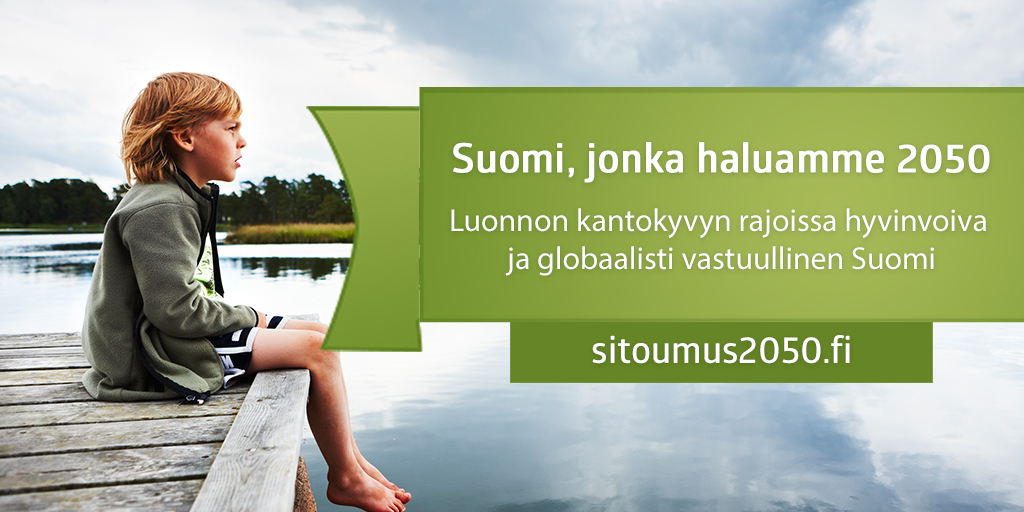 Suomi, jonka haluamme 2050
Luonnon kantokyvyn rajoissa hyvinvoiva
ja globaalisti vastuullinen Suomi
sitoumus2050.fi